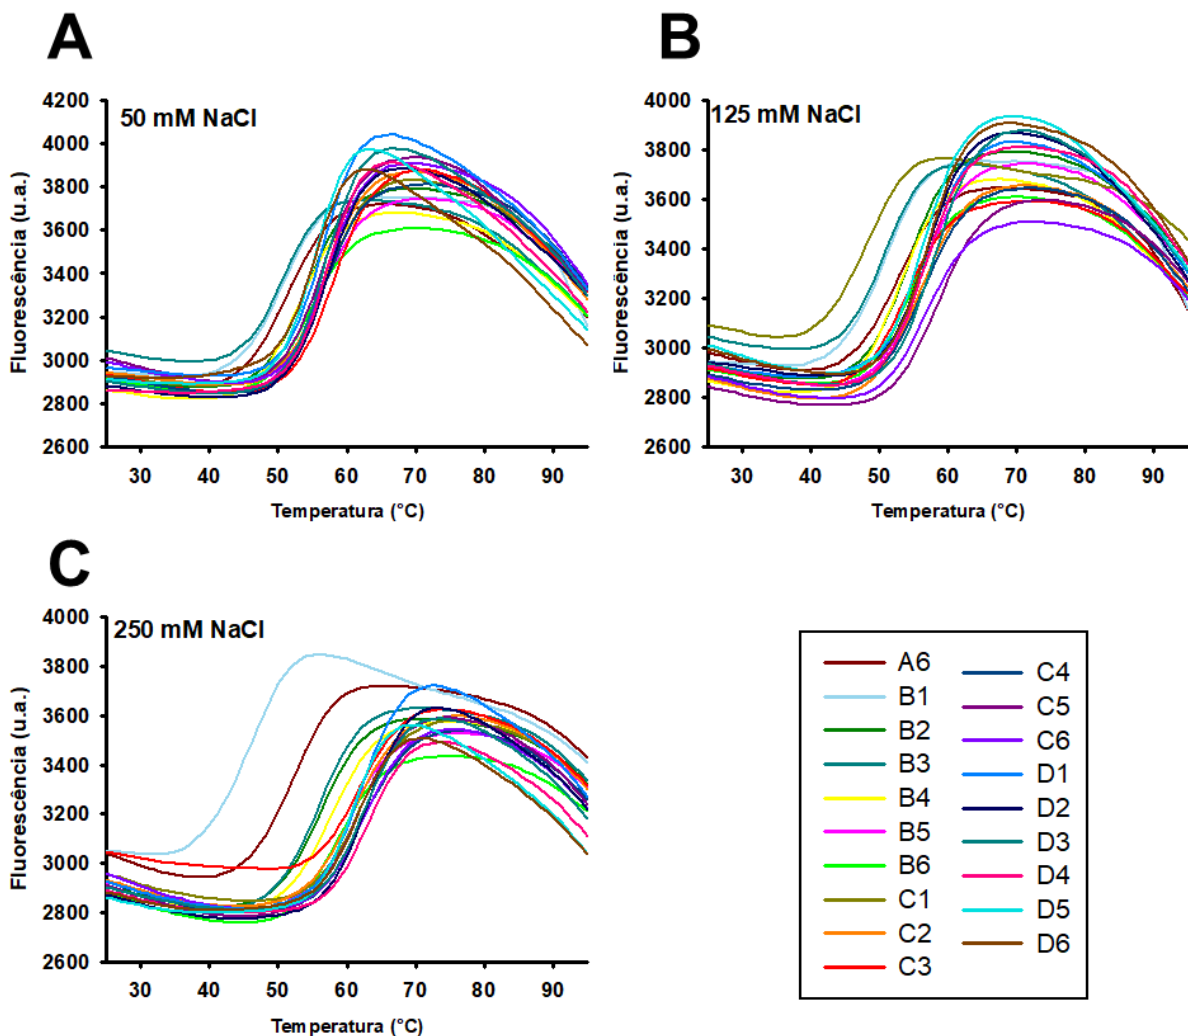 A
50 mM NaCl
Fluorescência (u.a.)
4200
4000
3800
3600
3400
3200
3000
2800
2600
30 40 50 60 70 80 90
Temperatura (°C)
B
125 mM NaCl
Fluorescência (u.a.)
4000
3800
3600
3400
3200
3000
2800
2600
30 40 50 60 70 80 90
Temperatura (°C)
C
250 mM NaCl
Fluorescência (u.a.)
4000
3800
3600
3400
3200
3000
2800
2600
30 40 50 60 70 80 90
Temperatura (°C)
A6
B1
B2
B3
B4
B5
B6
C1
C2
C3
C4
C5
C6
D1
D2
D3
D4
D5
D6